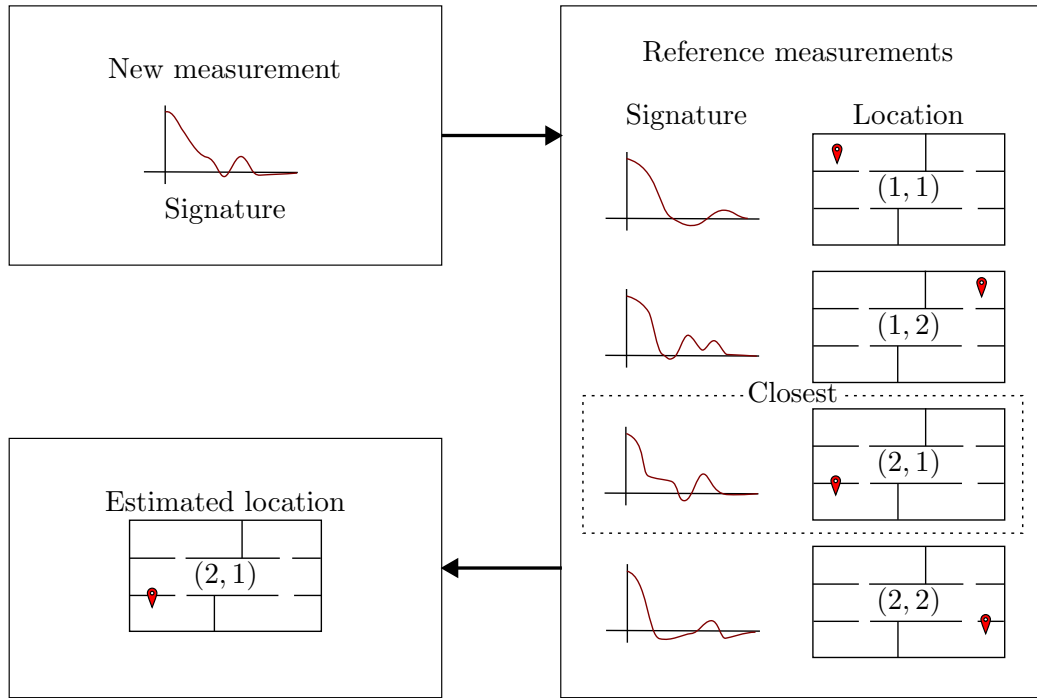 New measurement
Signature
Reference measurements
Signature
Location
(1, 1)
(1, 2)
Closest
(2, 1)
(2, 2)
Estimated location
(2, 1)